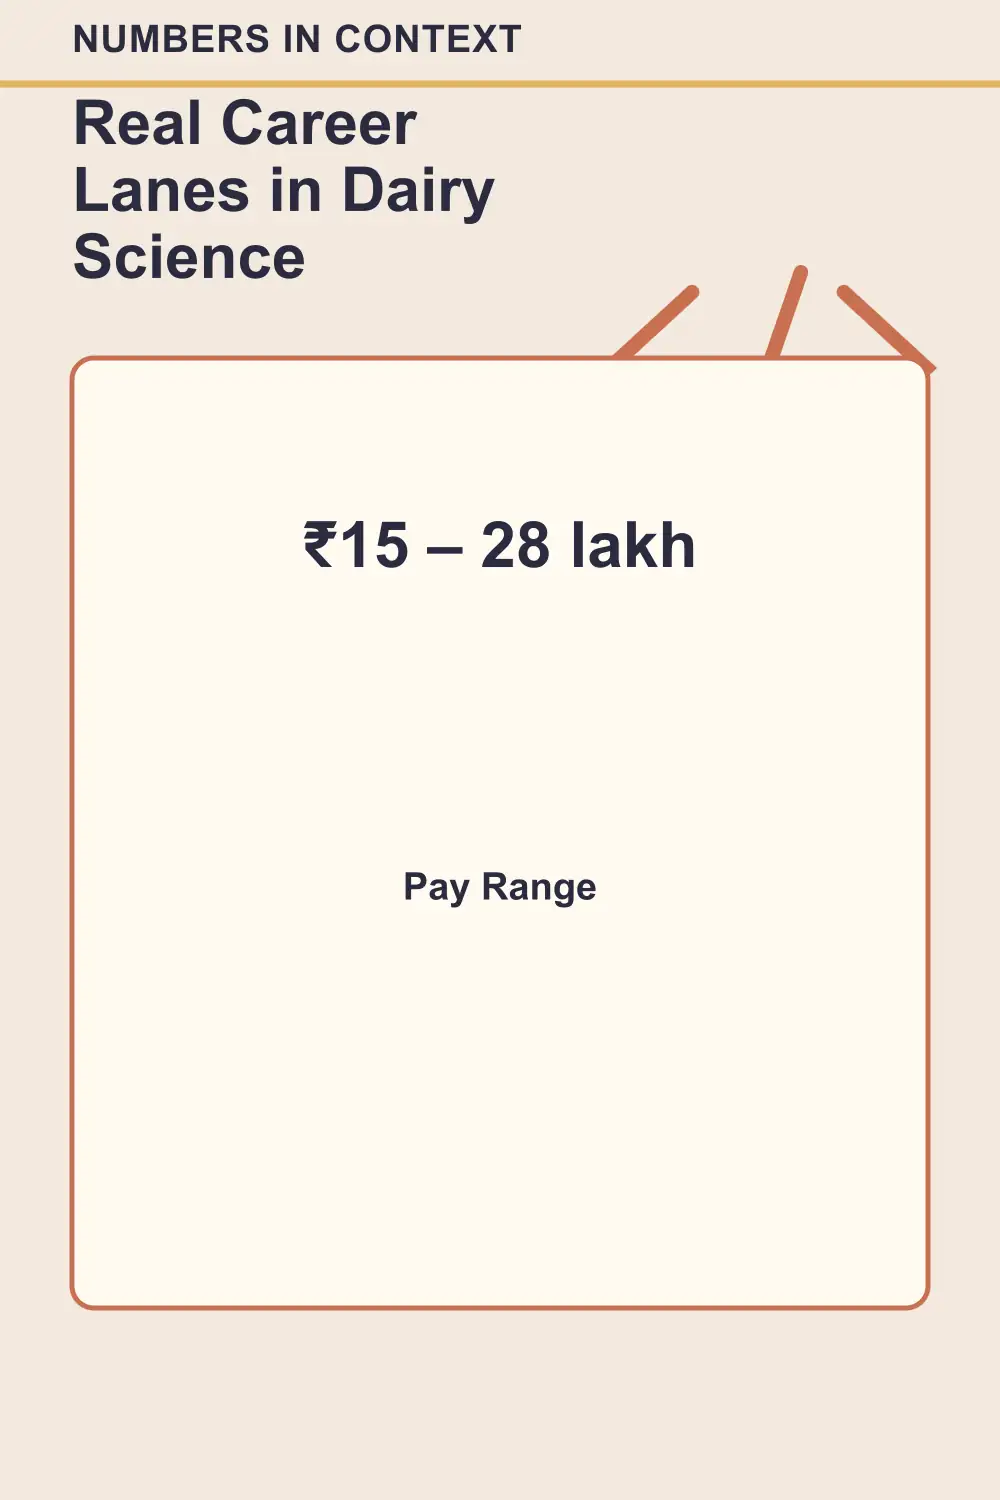 NUMBERS IN CONTEXT
Real Career
Lanes in Dairy
Science
₹15 – 28 lakh
Pay Range